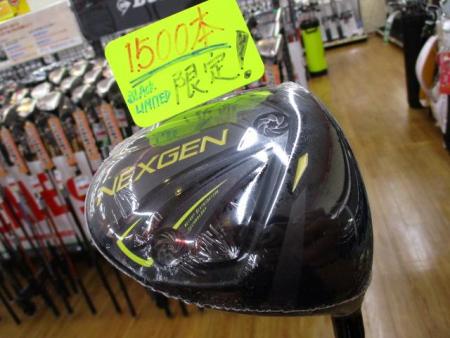 1500本
BLACK
LIMITED
限定!
NEXGEN